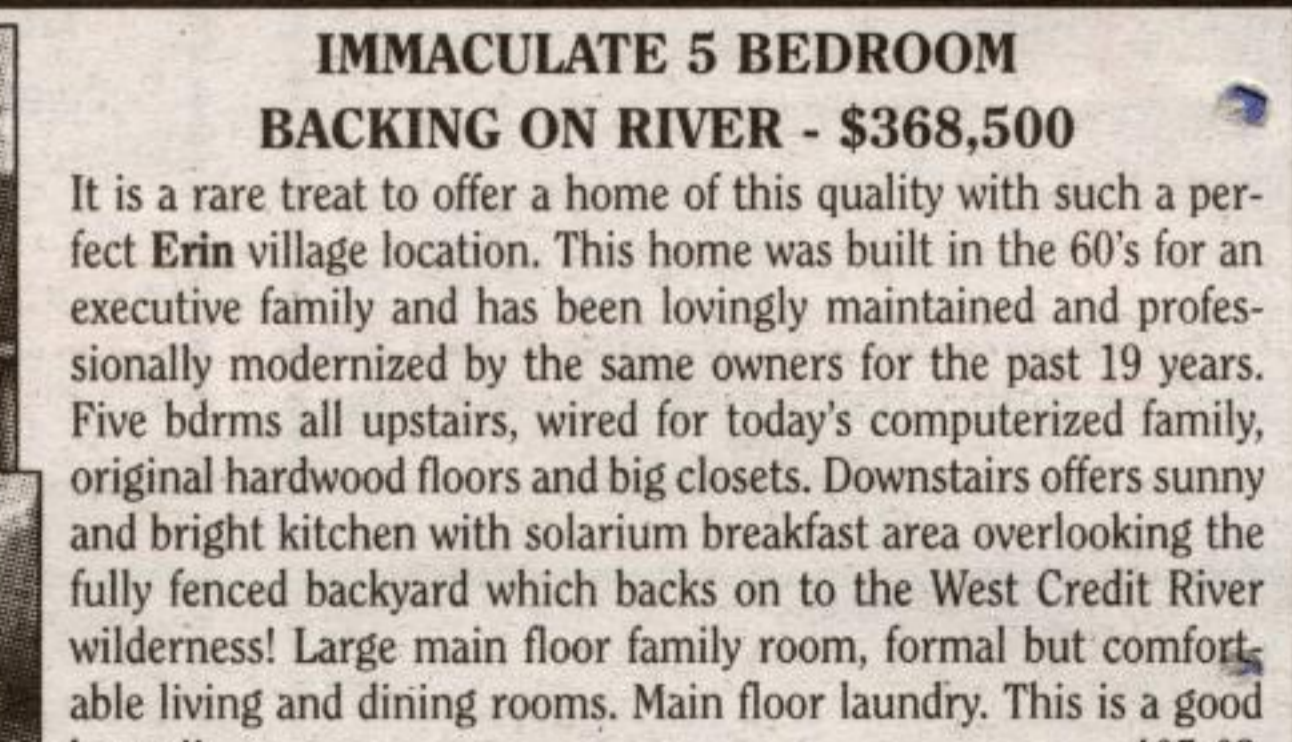 IMMACULATE 5 BEDROOM
BACKING ON RIVER - $368,500
It is a rare treat to offer a home of this quality with such a per-
fect Erin village location. This home was built in the 60's for an
executive family and has been lovingly maintained and profes-
sionally modernized by the same owners for the past 19 years.
Five bdrms all upstairs, wired for today's computerized family,
original hardwood floors and big closets. Downstairs offers sunny
and bright kitchen with solarium breakfast area overlooking the
fully fenced backyard which backs on to the West Credit River
wilderness! Large main floor family room, formal but comfort-
able living and dining rooms. Main floor laundry. This is a good